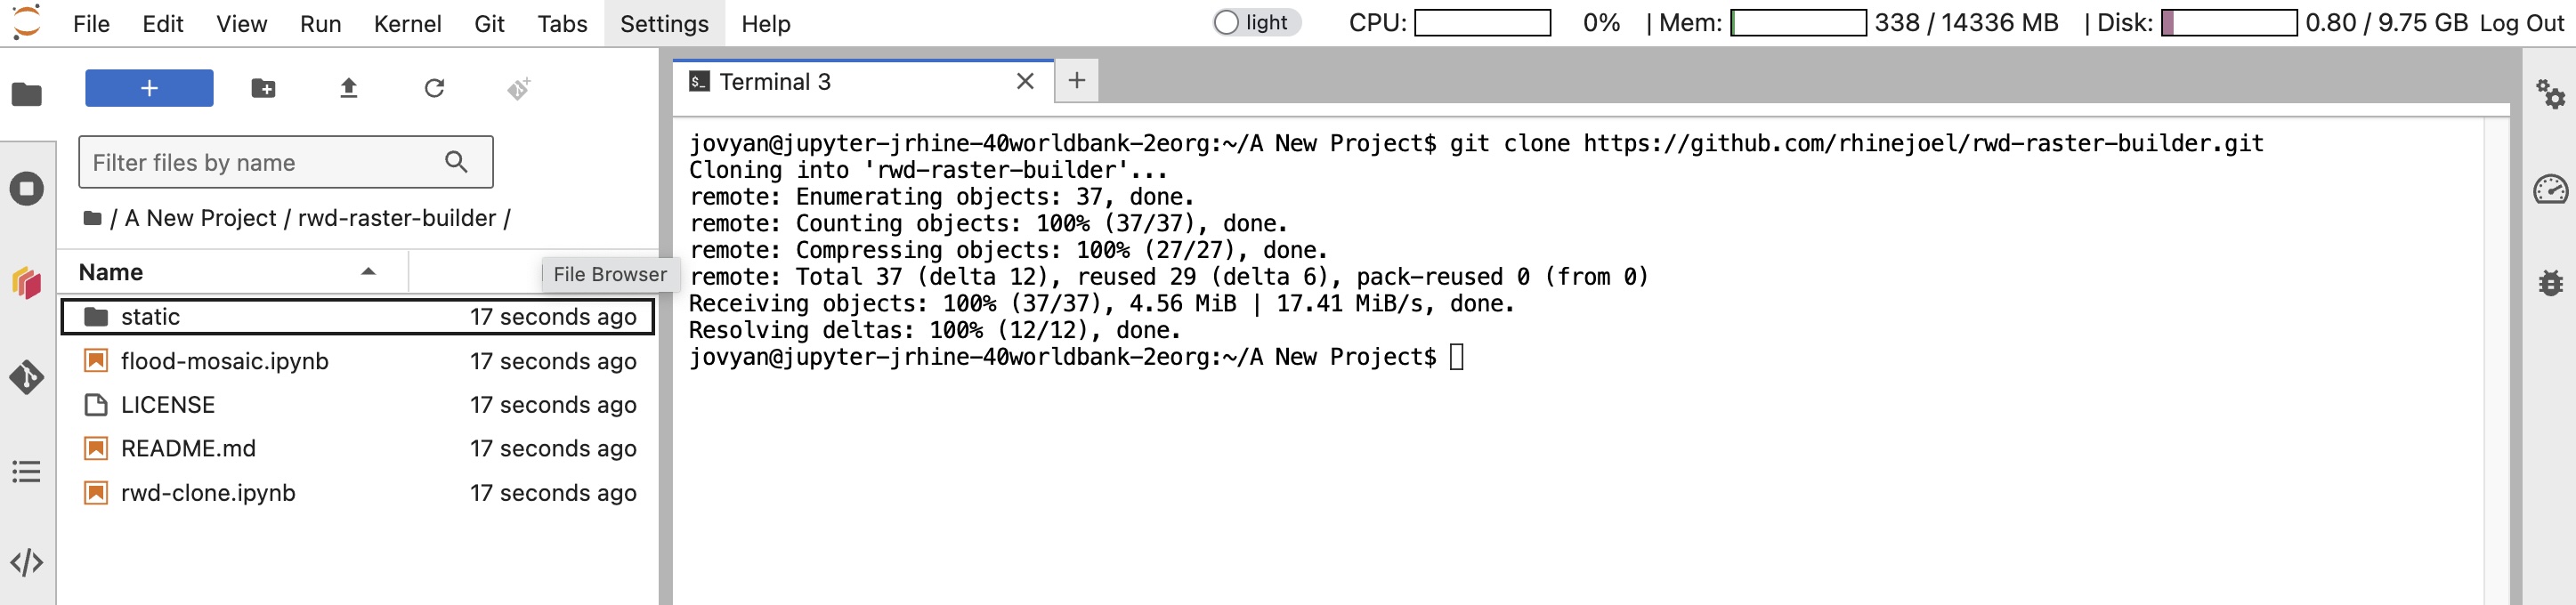 File Edit View Run Kernel Git Tabs Settings Help light CPU: 0% | Mem: 338 / 14336 MB | Disk: 0.80 / 9.75 GB Log Out
+
Filter files by name
/ A New Project / rwd-raster-builder /
Name
File Browser
static 17 seconds ago
flood-mosaic.ipynb 17 seconds ago
LICENSE 17 seconds ago
README.md 17 seconds ago
rwd-clone.ipynb 17 seconds ago
$_ Terminal 3 +
jovyan@jupyter-jrhine-40worldbank-2eorg:~/A New Project$ git clone https://github.com/rhinejoel/rwd-raster-builder.git
Cloning into 'rwd-raster-builder'...
remote: Enumerating objects: 37, done.
remote: Counting objects: 100% (37/37), done.
remote: Compressing objects: 100% (27/27), done.
remote: Total 37 (delta 12), reused 29 (delta 6), pack-reused 0 (from 0)
Receiving objects: 100% (37/37), 4.56 MiB | 17.41 MiB/s, done.
Resolving deltas: 100% (12/12), done.
jovyan@jupyter-jrhine-40worldbank-2eorg:~/A New Project$